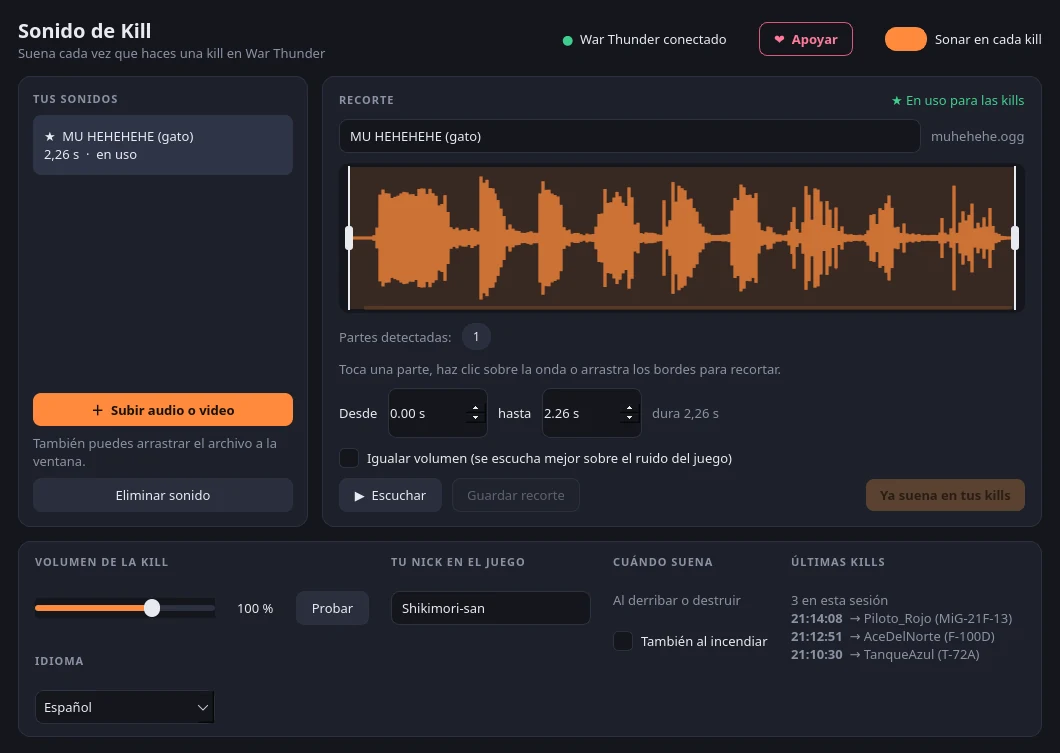 Sonido de Kill
Suena cada vez que haces una kill en War Thunder
War Thunder conectado
❤ Apoyar
Sonar en cada kill
TUS SONIDOS
★ MU HEHEHEHE (gato)
2,26 s · en uso
+ Subir audio o video
También puedes arrastrar el archivo a la
ventana.
Eliminar sonido
RECORTE
★ En uso para las kills
MU HEHEHEHE (gato)
muhehehe.ogg
Partes detectadas: 1
Toca una parte, haz clic sobre la onda o arrastra los bordes para recortar.
Desde 0.00 s hasta 2.26 s dura 2,26 s
Igualar volumen (se escucha mejor sobre el ruido del juego)
▶ Escuchar
Guardar recorte
Ya suena en tus kills
VOLUMEN DE LA KILL
100 %
Probar
IDIOMA
Español
TU NICK EN EL JUEGO
Shikimori-san
CUÁNDO SUENA
Al derribar o destruir
También al incendiar
ÚLTIMAS KILLS
3 en esta sesión
21:14:08 → Piloto_Rojo (MiG-21F-13)
21:12:51 → AceDelNorte (F-100D)
21:10:30 → TanqueAzul (T-72A)